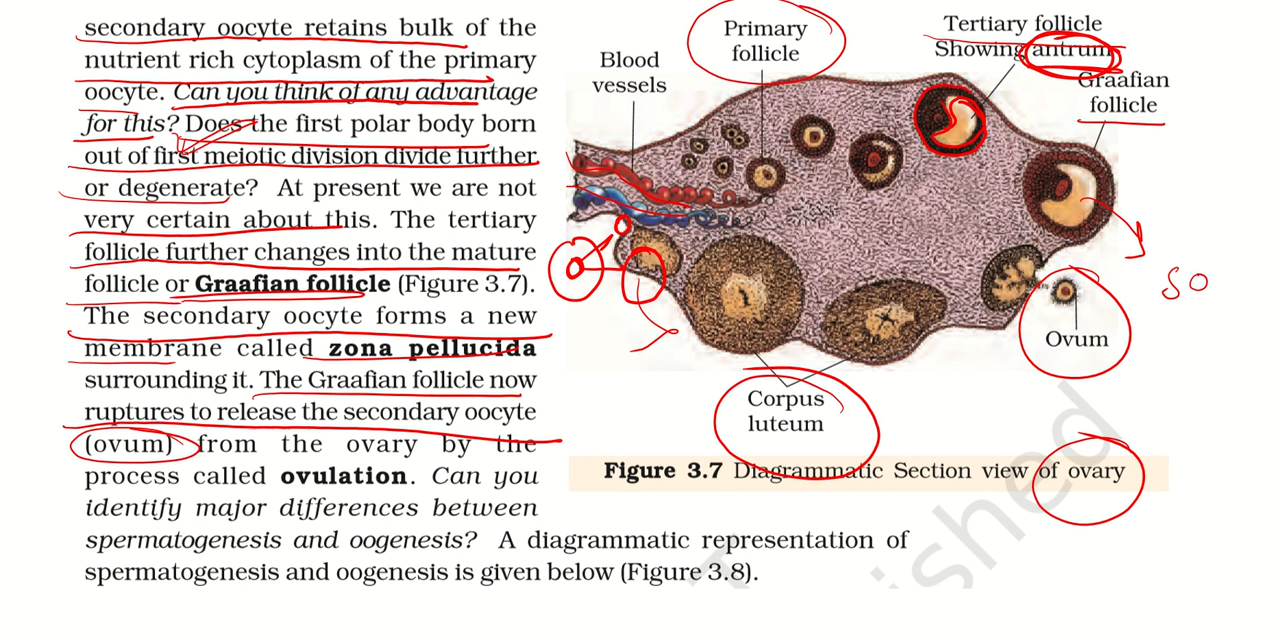 secondary oocyte retains bulk of the
nutrient rich cytoplasm of the primary
oocyte. Can you think of any advantage
for this? Does the first polar body born
out of first meiotic division divide further
or degenerate? At present we are not
very certain about this. The tertiary
follicle further changes into the mature
follicle or Graafian follicle (Figure 3.7).
The secondary oocyte forms a new
membrane called zona pellucida
surrounding it. The Graafian follicle now
ruptures to release the secondary oocyte
(ovum) from the ovary by the
process called ovulation. Can you
identify major differences between
spermatogenesis and oogenesis? A diagrammatic representation of
spermatogenesis and oogenesis is given below (Figure 3.8).
Blood
vessels
Primary
follicle
Tertiary follicle
Showing antrum
Graafian
follicle
SO
Ovum
Corpus
luteum
Figure 3.7 Diagrammatic Section view of ovary